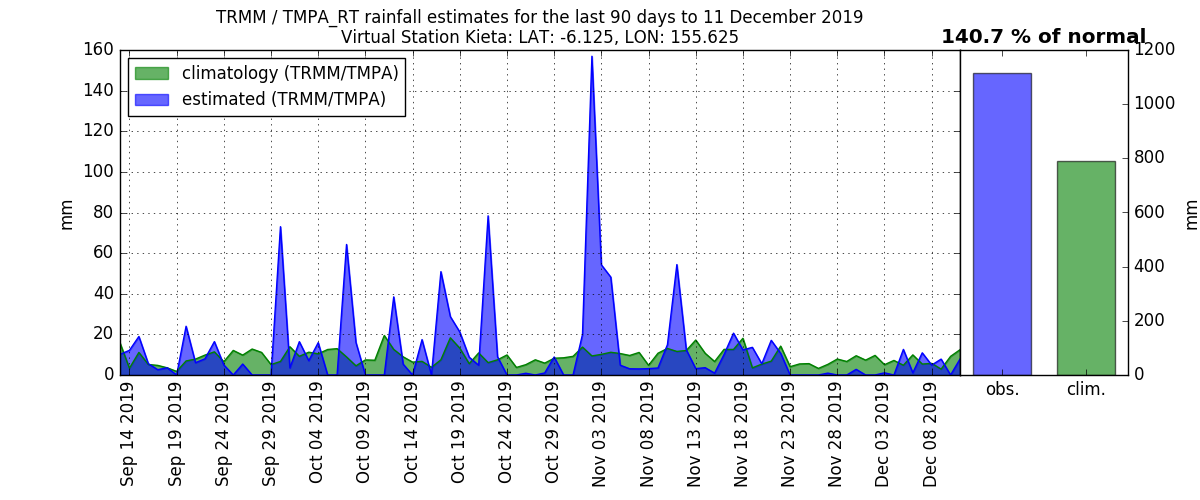 TRMM / TMPA_RT rainfall estimates for the last 90 days to 11 December 2019
Virtual Station Kieta: LAT: -6.125, LON: 155.625
140.7 % of normal
climatology (TRMM/TMPA)
estimated (TRMM/TMPA)
160
140
120
100
80
60
40
20
0
mm
Sep 14 2019
Sep 19 2019
Sep 24 2019
Sep 29 2019
Oct 04 2019
Oct 09 2019
Oct 14 2019
Oct 19 2019
Oct 24 2019
Oct 29 2019
Nov 03 2019
Nov 08 2019
Nov 13 2019
Nov 18 2019
Nov 23 2019
Nov 28 2019
Dec 03 2019
Dec 08 2019
1200
1000
800
600
400
200
0
mm
obs.
clim.